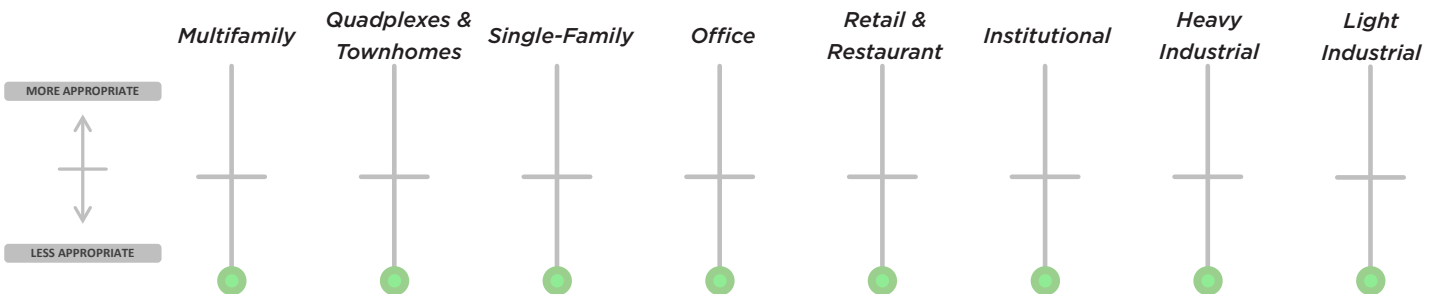 Multifamily
Quadplexes &
Townhomes
Single-Family
Office
Retail &
Restaurant
Institutional
Heavy
Industrial
Light
Industrial
MORE APPROPRIATE
LESS APPROPRIATE